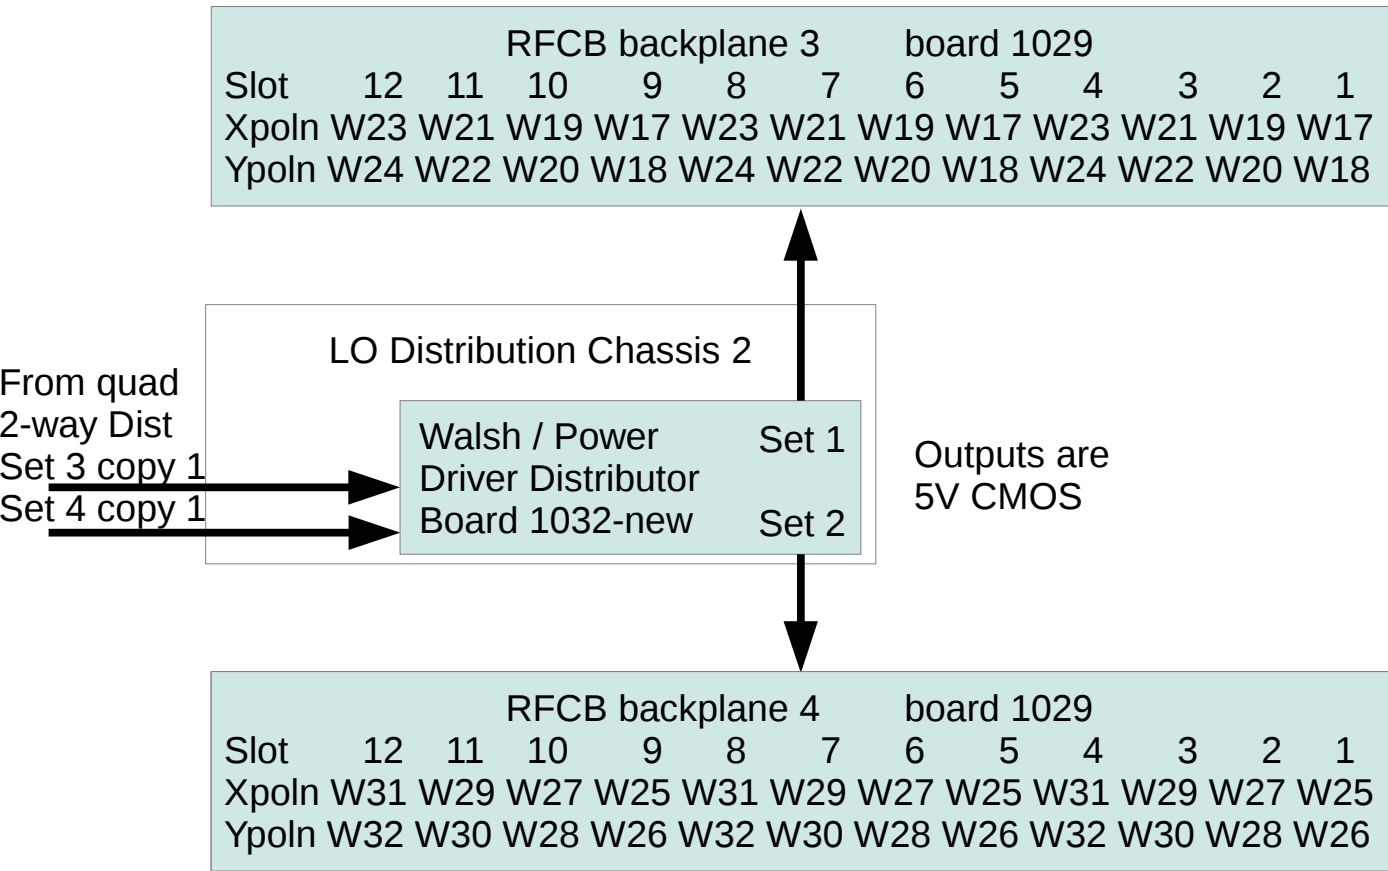 RFCB backplane 3 board 1029
Slot 12 11 10 9 8 7 6 5 4 3 2 1
Xpoln W23 W21 W19 W17 W23 W21 W19 W17 W23 W21 W19 W17
Ypoln W24 W22 W20 W18 W24 W22 W20 W18 W24 W22 W20 W18
LO Distribution Chassis 2
From quad
2-way Dist
Set 3 copy 1
Set 4 copy 1
Walsh / Power
Driver Distributor
Board 1032-new
Set 1
Set 2
Outputs are
5V CMOS
RFCB backplane 4 board 1029
Slot 12 11 10 9 8 7 6 5 4 3 2 1
Xpoln W31 W29 W27 W25 W31 W29 W27 W25 W31 W29 W27 W25
Ypoln W32 W30 W28 W26 W32 W30 W28 W26 W32 W30 W28 W26